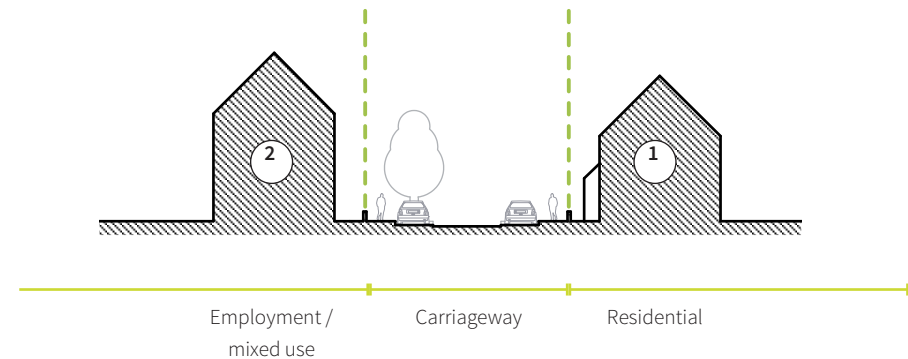 2
1
Employment /
mixed use
Carriageway
Residential